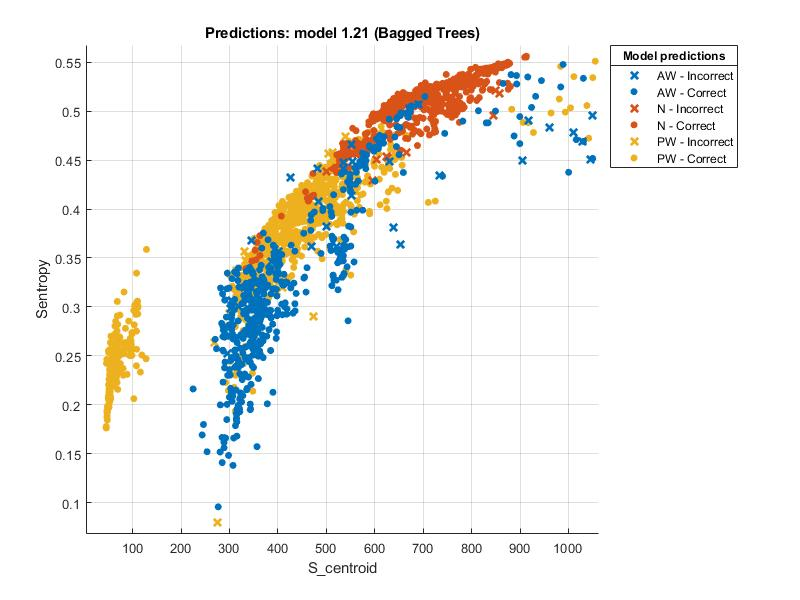 Predictions: model 1.21 (Bagged Trees)
Model predictions
AW - Incorrect
AW - Correct
N - Incorrect
N - Correct
PW - Incorrect
PW - Correct
Sentropy
0.55
0.5
0.45
0.4
0.35
0.3
0.25
0.2
0.15
0.1
100 200 300 400 500 600 700 800 900 1000
S_centroid